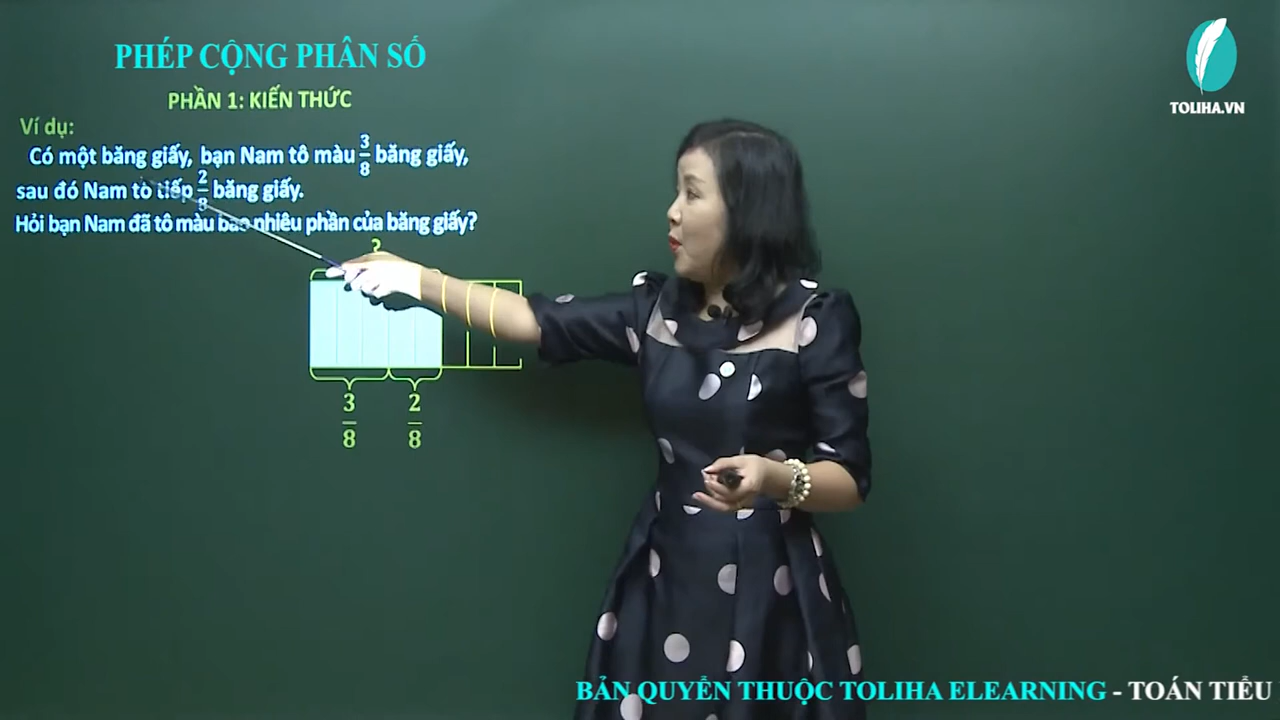 PHÉP CỘNG PHÂN SỐ
PHẦN 1: KIẾN THỨC
Ví dụ:
Có một băng giấy, bạn Nam tô màu 3/8 băng giấy,
sau đó Nam tô tiếp 2/8 băng giấy.
Hỏi bạn Nam đã tô màu bao nhiêu phần của băng giấy?
?
3/8 2/8
TOLIHA.VN
BẢN QUYỂN THUỘC TOLIHA ELEARNING - TOÁN TIỂU